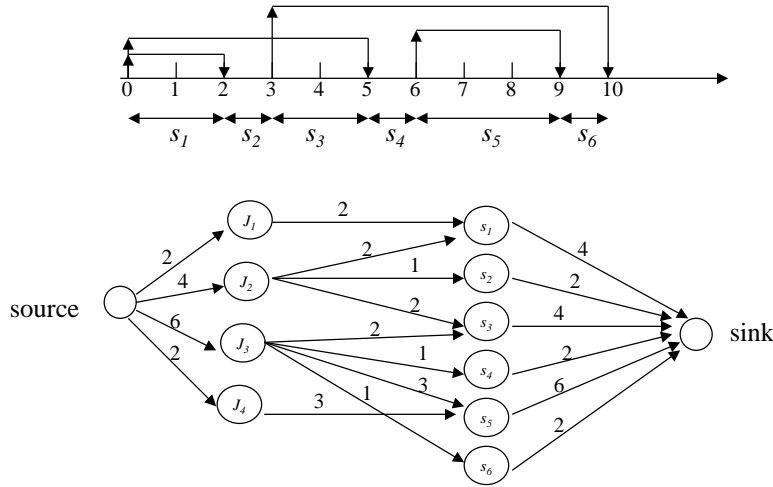 0 1 2 3 4 5 6 7 8 9 10
s1 s2 s3 s4 s5 s6
J1 2 s1
2 2 4
J2 1 s2 2
4
source 2 s3 4 sink
6 J3 2
1 s4 2
2 3 6
J4 3 1 s5
2
s6